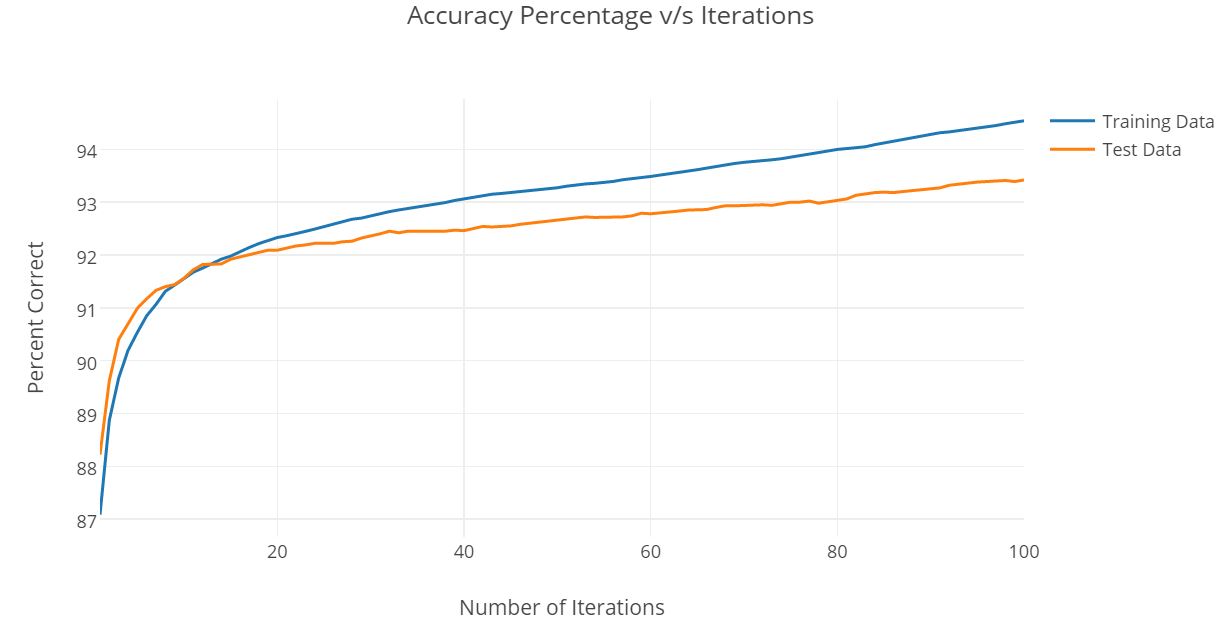 Accuracy Percentage v/s Iterations
Training Data
Test Data
94
93
92
91
90
89
88
87
Percent Correct
20 40 60 80 100
Number of Iterations